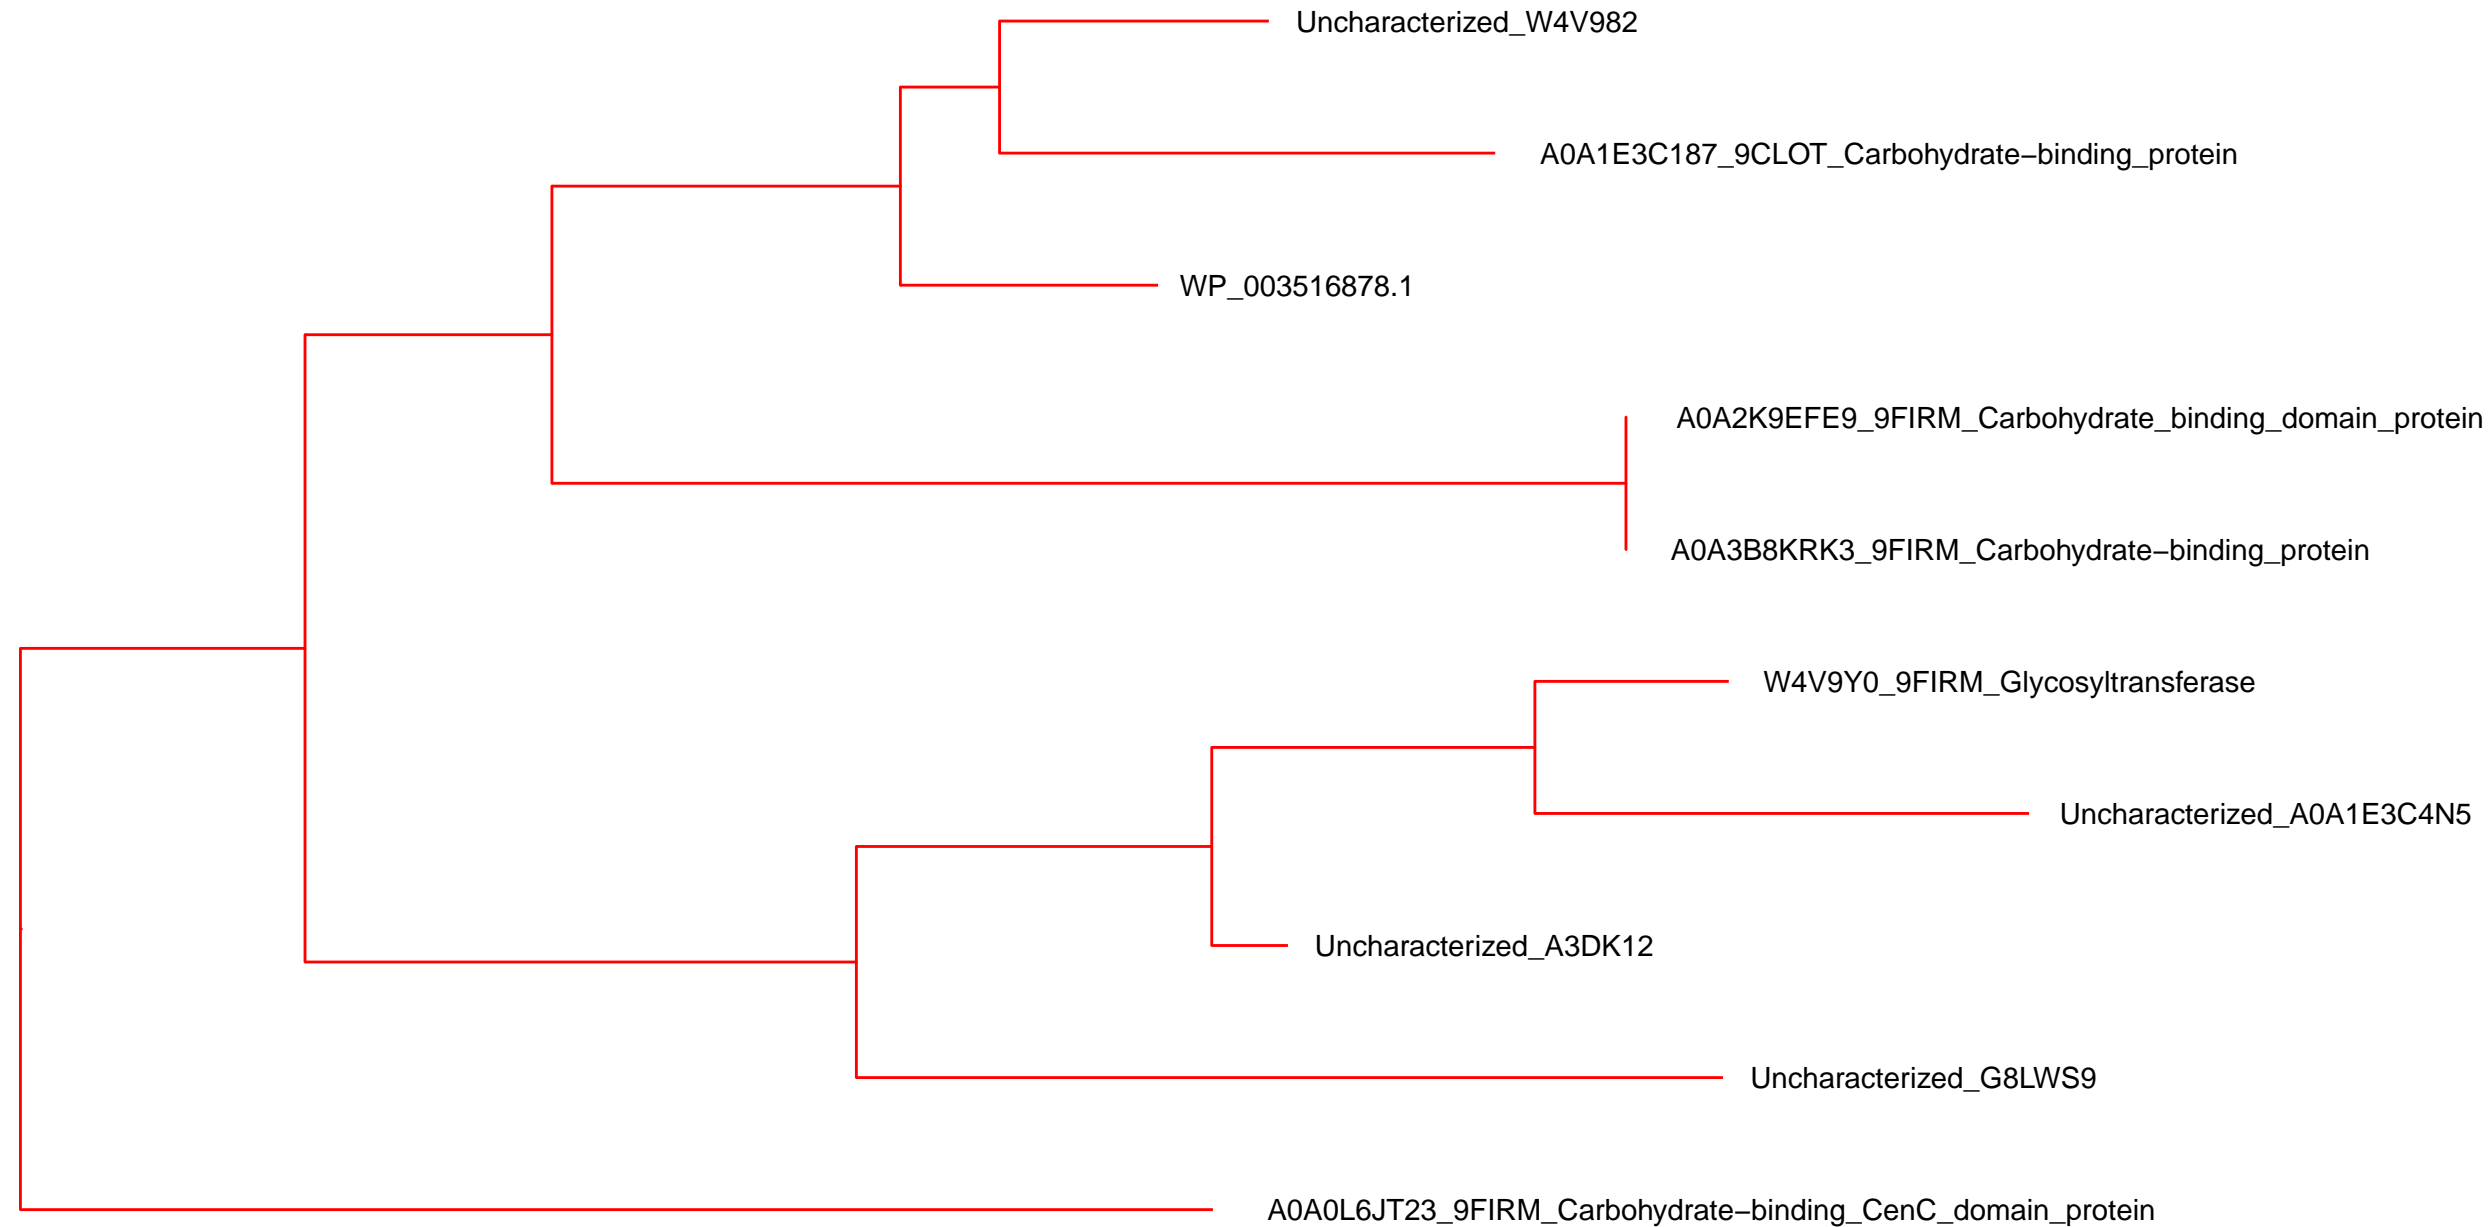 Uncharacterized_W4V982
A0A1E3C187_9CLOT_Carbohydrate−binding_protein
WP_003516878.1
A0A2K9EFE9_9FIRM_Carbohydrate_binding_domain_protein
A0A3B8KRK3_9FIRM_Carbohydrate−binding_protein
W4V9Y0_9FIRM_Glycosyltransferase
Uncharacterized_A0A1E3C4N5
Uncharacterized_A3DK12
Uncharacterized_G8LWS9
A0A0L6JT23_9FIRM_Carbohydrate−binding_CenC_domain_protein